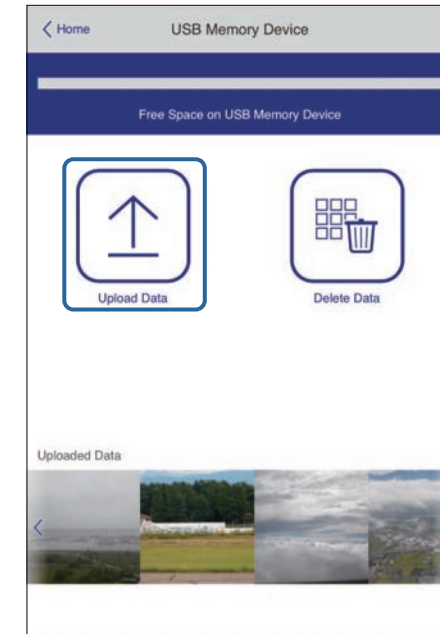 Home
USB Memory Device
Free Space on USB Memory Device
Upload Data
Delete Data
Uploaded Data